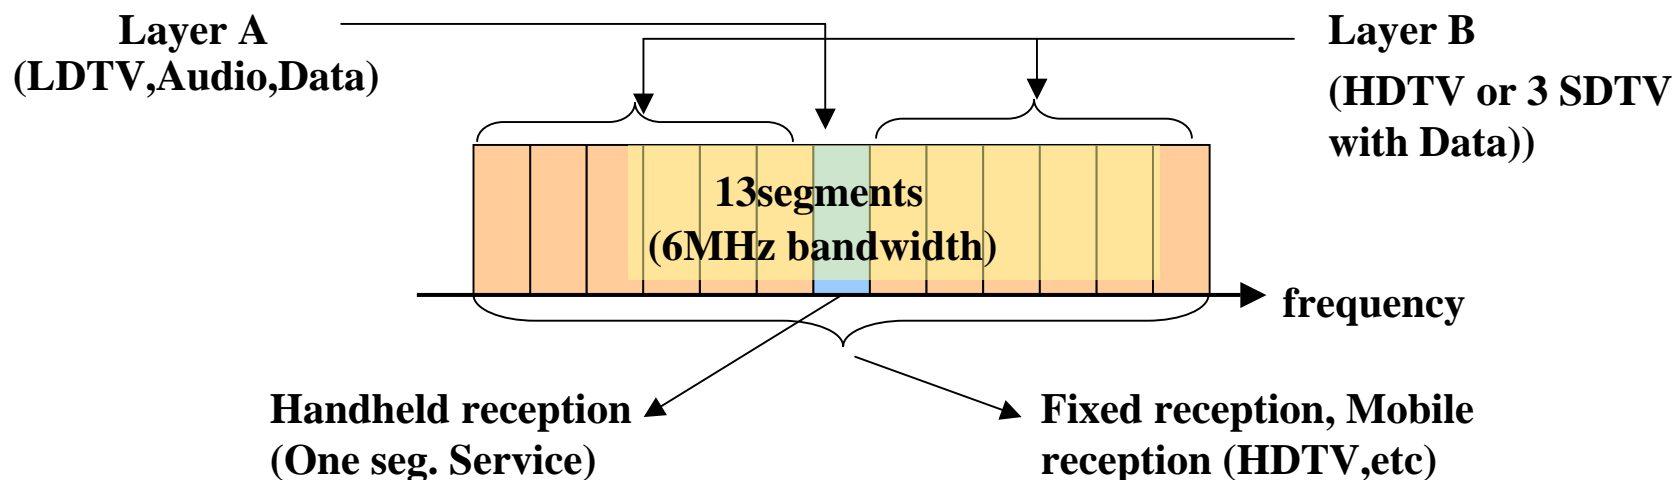 Layer A
(LDTV,Audio,Data)
Layer B
(HDTV or 3 SDTV
with Data))
13segments
(6MHz bandwidth)
frequency
Handheld reception
(One seg. Service)
Fixed reception, Mobile
reception (HDTV,etc)